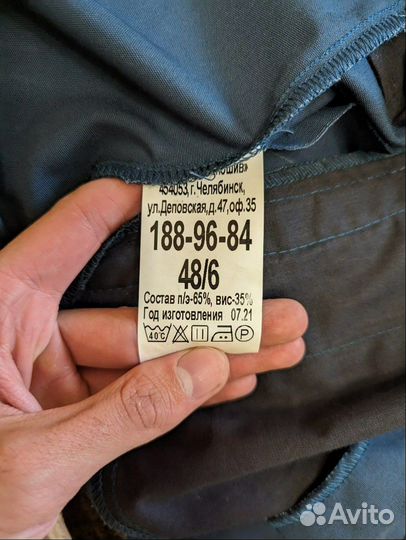 454053, г.Челябинск,
ул.Деповская,д.47,оф.35
188-96-84
48/6
Состав п/э-65%, вис-35%
Год изготовления 07.21
40С
P
Avito